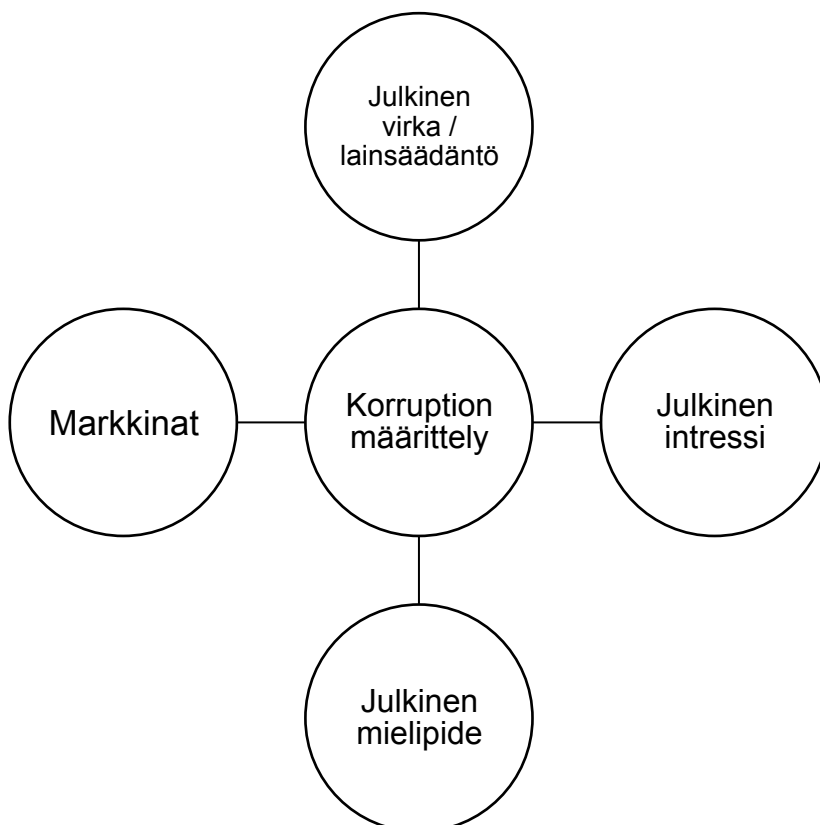 Julkinen
virka /
lainsäädäntö
Markkinat
Korruption
määrittely
Julkinen
intressi
Julkinen
mielipide